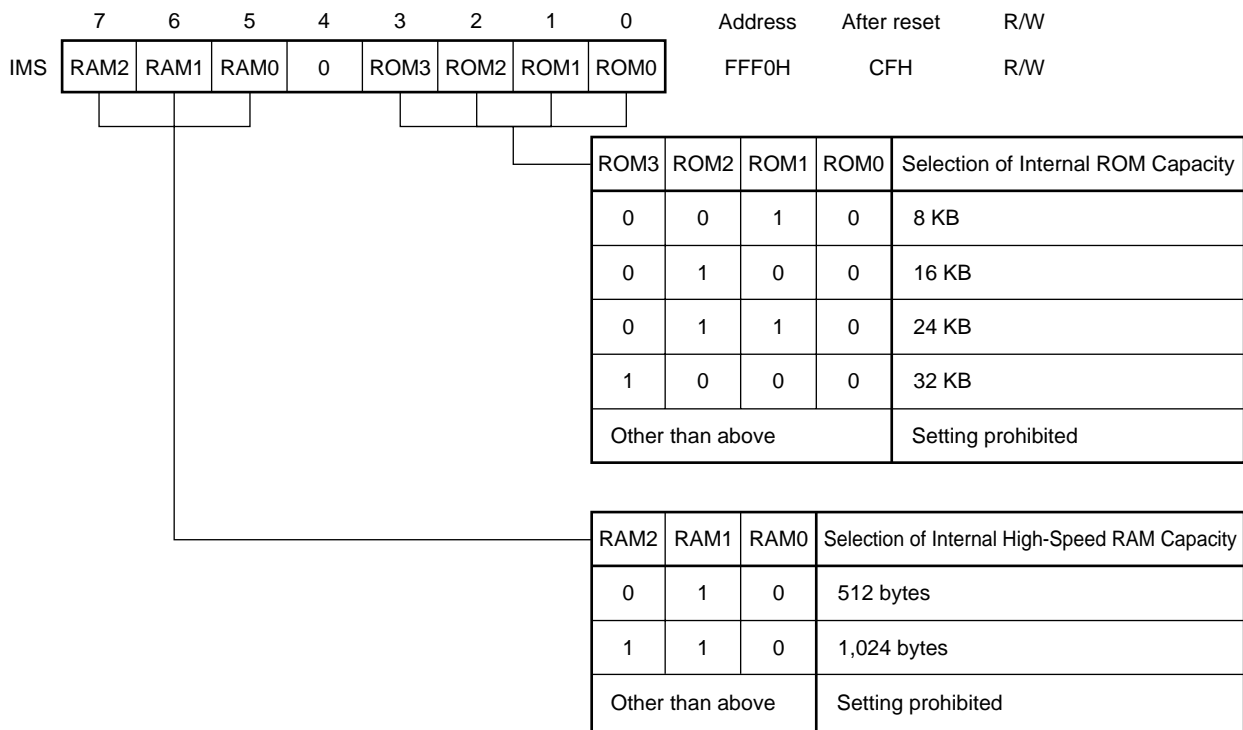 7 6 5 4 3 2 1 0 Address After reset R/W
IMS RAM2 RAM1 RAM0 0 ROM3 ROM2 ROM1 ROM0 FFF0H CFH R/W
ROM3 ROM2 ROM1 ROM0 Selection of Internal ROM Capacity
0 0 1 0 8 KB
0 1 0 0 16 KB
0 1 1 0 24 KB
1 0 0 0 32 KB
Other than above Setting prohibited
RAM2 RAM1 RAM0 Selection of Internal High-Speed RAM Capacity
0 1 0 512 bytes
1 1 0 1,024 bytes
Other than above Setting prohibited